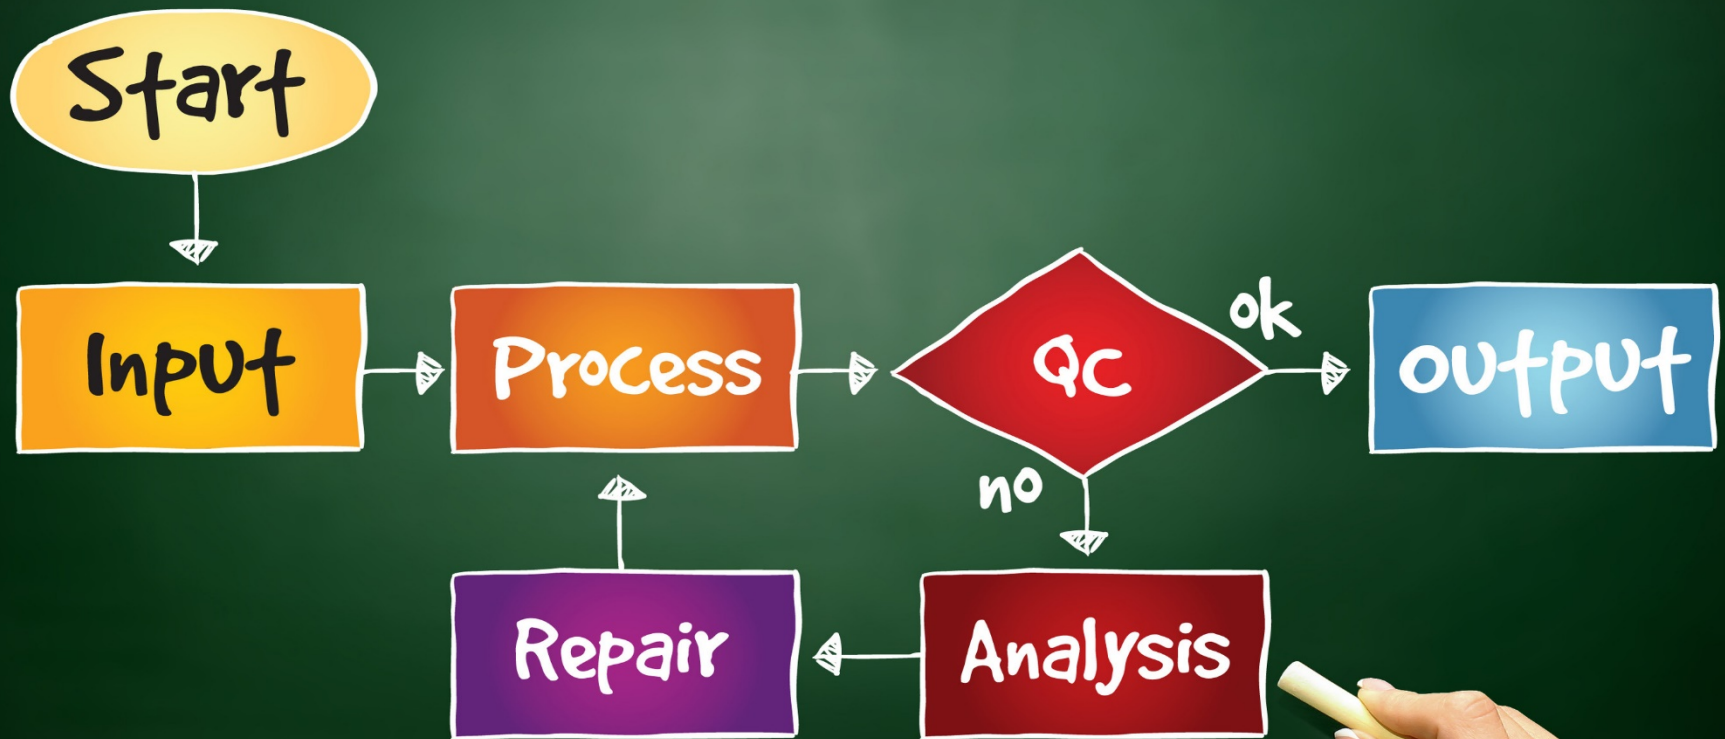 Start
Input
Process
QC
ok
output
no
Repair
Analysis